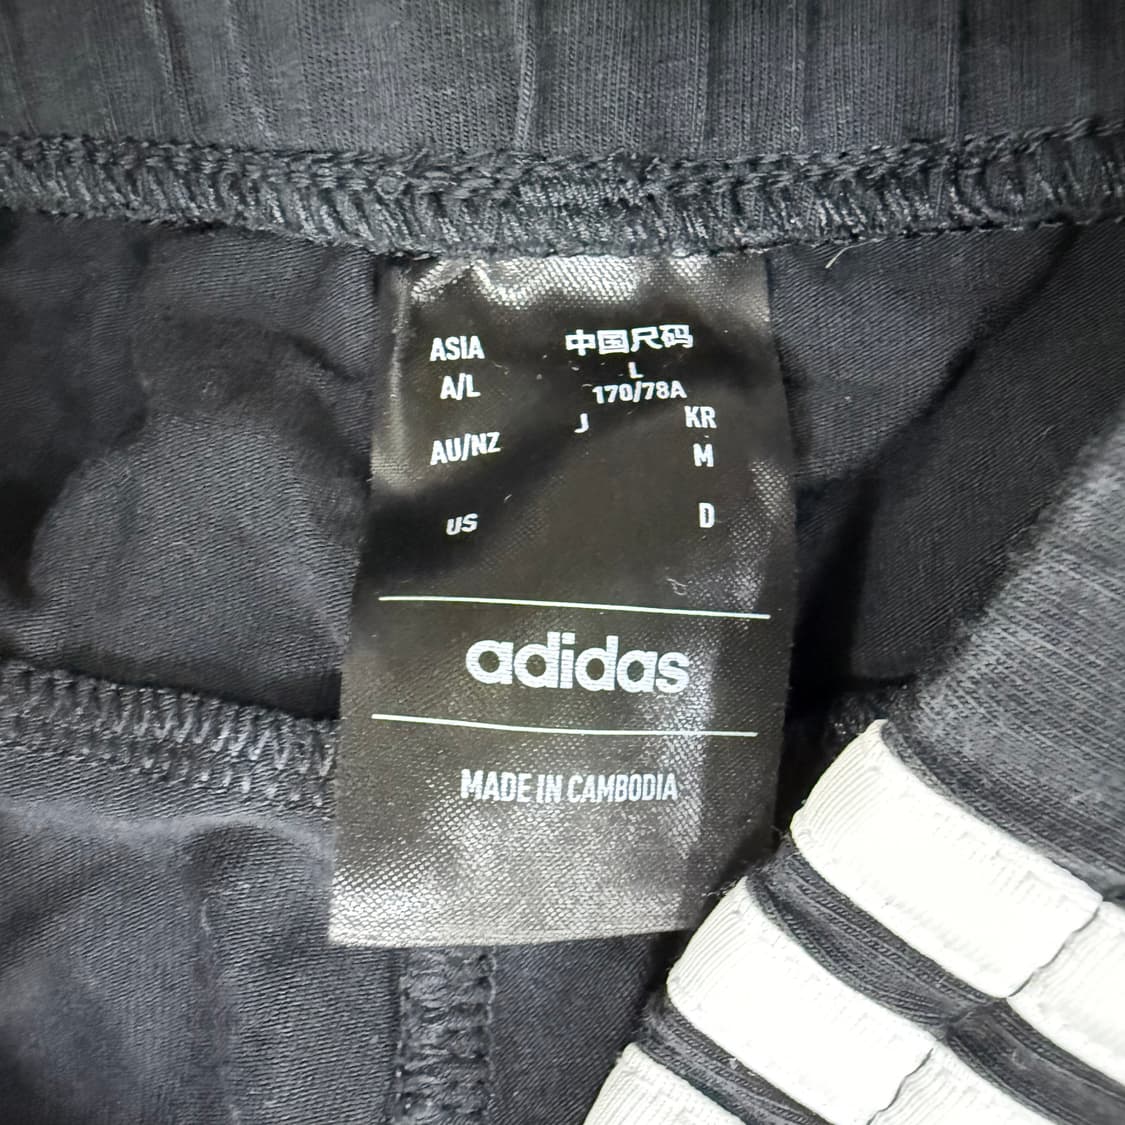 ASIA 中国尺码
A/L L
170/78A
J KR
AU/NZ M
US D
adidas
MADE IN CAMBODIA